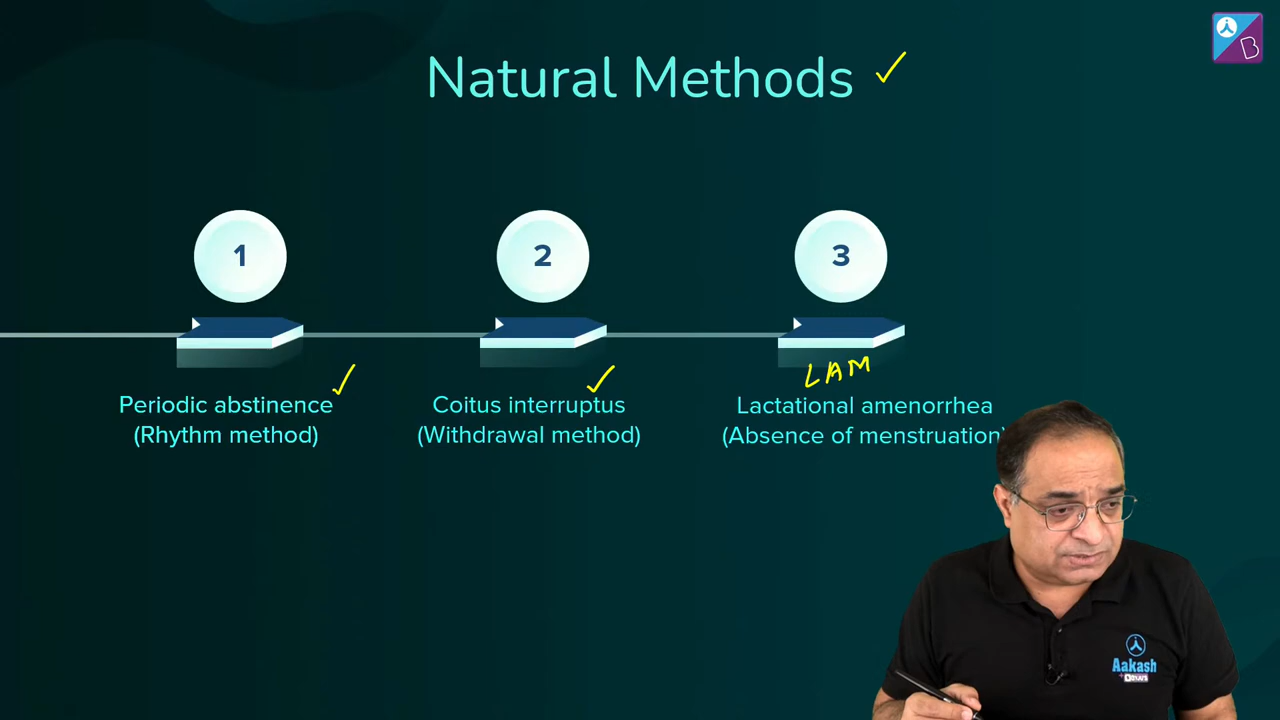 Natural Methods
1
2
3
LAM
Periodic abstinence
(Rhythm method)
Coitus interruptus
(Withdrawal method)
Lactational amenorrhea
(Absence of menstruation)
Aakash